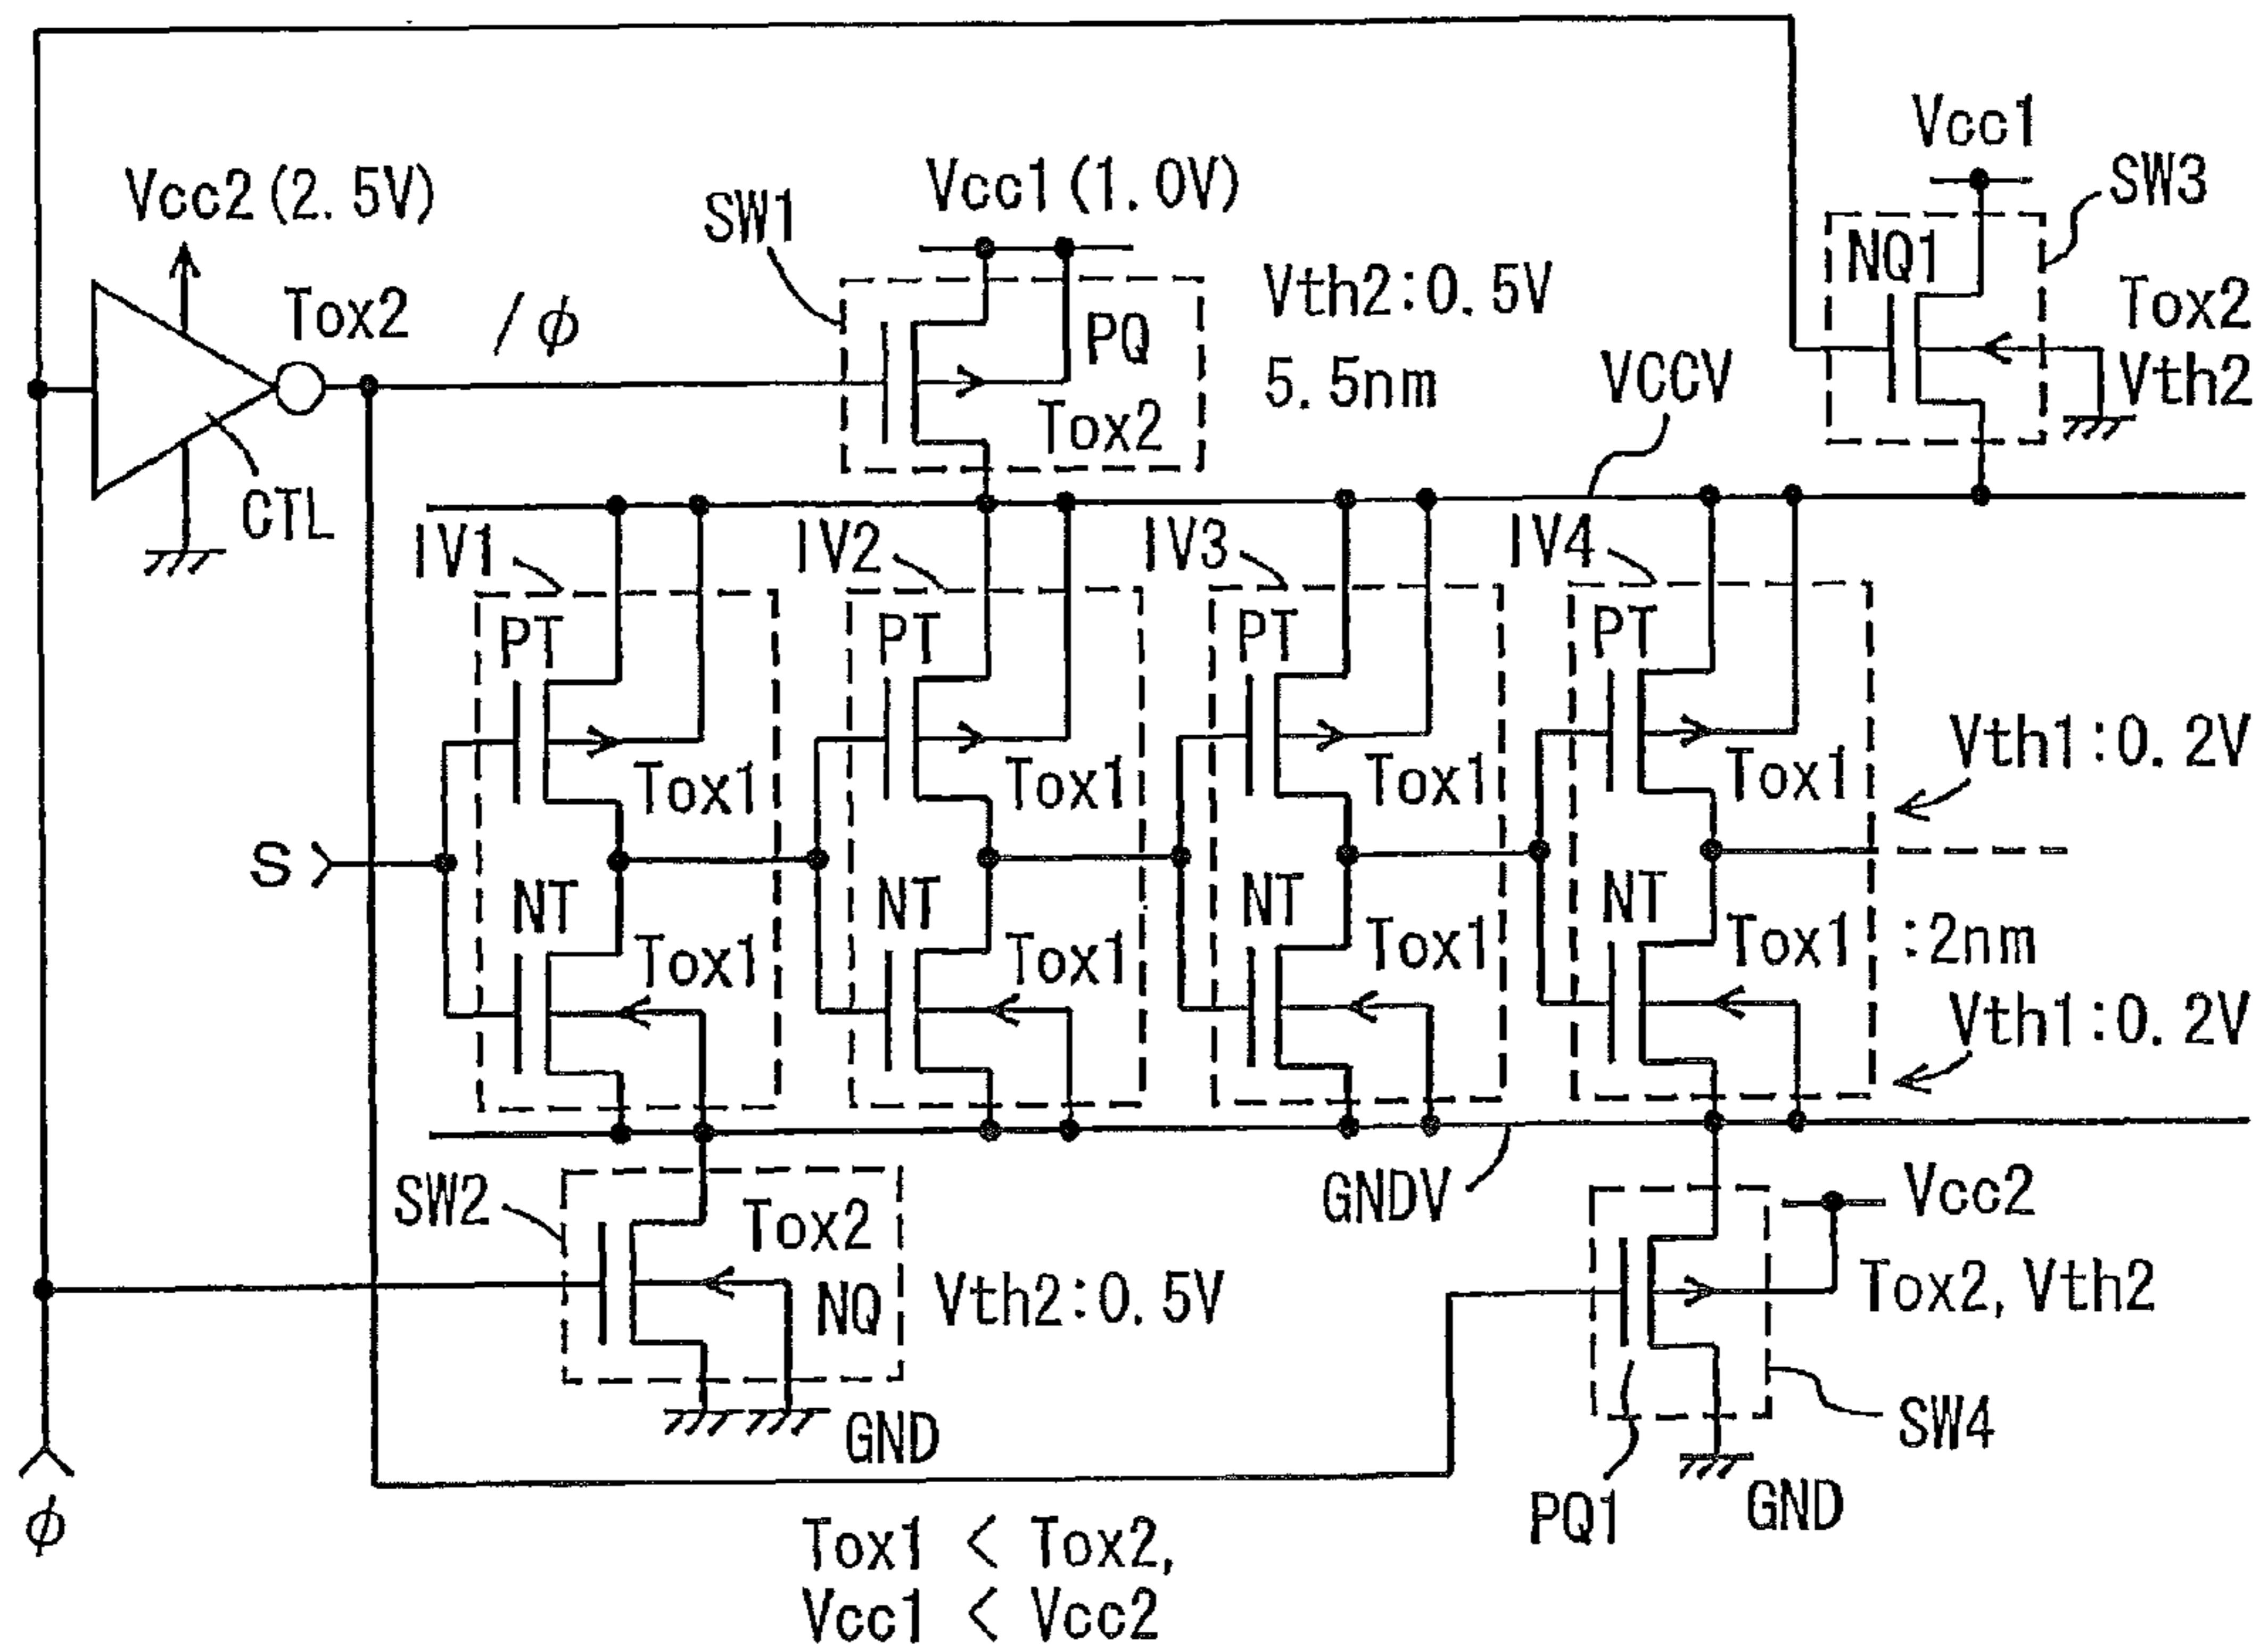 Vcc1
SW3
Vcc2(2.5V)
SW1
Vcc1(1.0V)
NQ1
Tox2
/φ
PQ
Vth2:0.5V
Tox2
5.5nm
VCCV
Vth2
Tox2
CTL
IV1
IV2
IV3
IV4
PT
PT
PT
PT
Tox1
Tox1
Tox1
Tox1
Vth1:0.2V
S
NT
NT
NT
NT
Tox1
Tox1
Tox1
Tox1 :2nm
Vth1:0.2V
SW2
Tox2
GNDV
Vcc2
NQ
Vth2:0.5V
Tox2,Vth2
GND
SW4
φ
PQ1
GND
Tox1 < Tox2,
Vcc1 < Vcc2